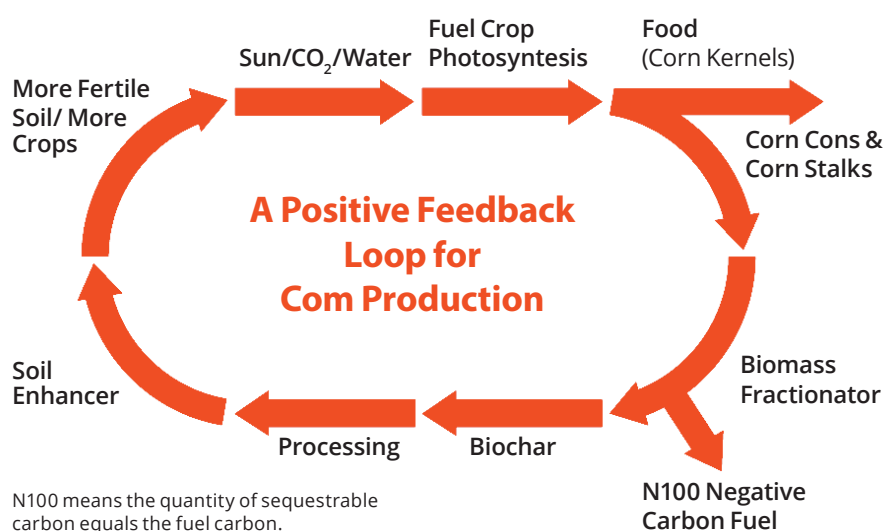 Fuel Crop
Photosyntesis
Food
(Corn Kernels)
Sun/CO₂/Water
More Fertile
Soil/ More
Crops
Corn Cons &
Corn Stalks
A Positive Feedback
Loop for
Com Production
Biomass
Fractionator
Soil
Enhancer
Processing
Biochar
N100 Negative
Carbon Fuel
N100 means the quantity of sequestrable
carbon equals the fuel carbon.